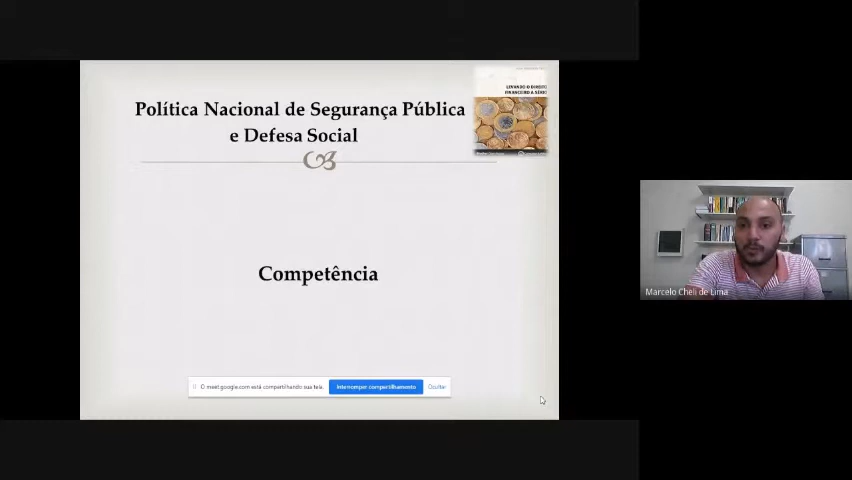 LEVANDO O DIREITO
FINANCEIRO A SÉRIO
Política Nacional de Segurança Pública
e Defesa Social
Competência
O meet.google.com está compartilhando sua tela.
Interromper compartilhamento
Ocultar
Marcelo Cheli de Lima